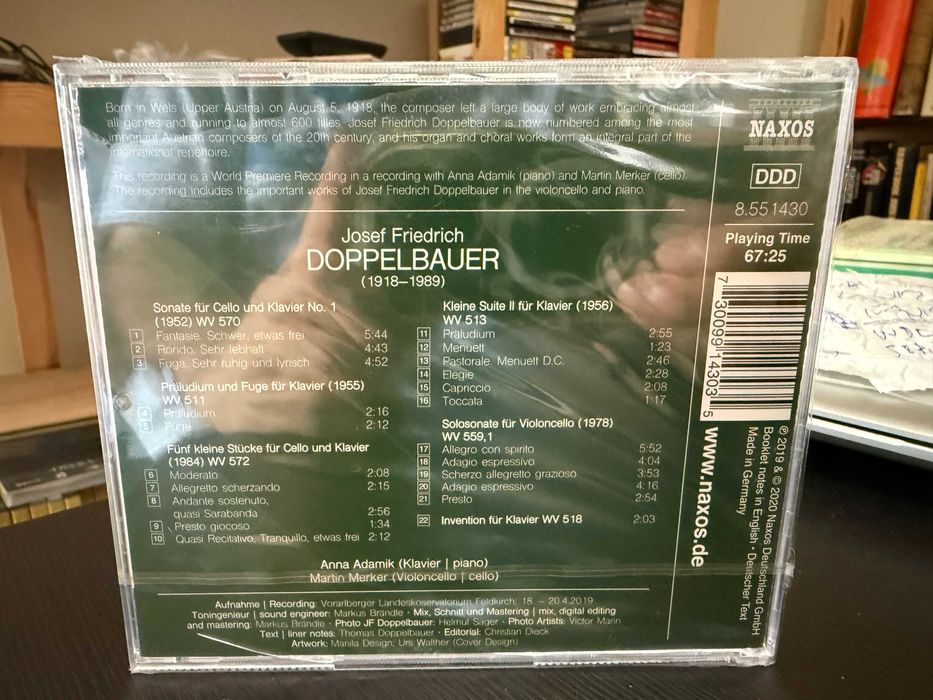 Born in Wels (Upper Austria) on August 5, 1918, the composer left a large body of work embracing almost
all genres and running to almost 600 titles. Josef Friedrich Doppelbauer is now numbered among the most
important Austrian composers of the 20th century, and his organ and choral works form an integral part of the
international repertoire.
This recording is a World Premiere Recording in a recording with Anna Adamik (piano) and Martin Merker (cello).
The recording includes the important works of Josef Friedrich Doppelbauer in the violoncello and piano.
NAXOS
DDD
8.551430
Playing Time
67:25
Josef Friedrich
DOPPELBAUER
(1918–1989)
Sonate für Cello und Klavier No. 1
(1952) WV 570
1 Fantasie. Schwer, etwas frei 5:44
2 Rondo. Sehr lebhaft 4:43
3 Fuga. Sehr ruhig und lyrisch 4:52
Präludium und Fuge für Klavier (1955)
WV 511
4 Präludium 2:16
5 Fuge 2:12
Fünf kleine Stücke für Cello und Klavier
(1984) WV 572
6 Moderato 2:08
7 Allegretto scherzando 2:15
8 Andante sostenuto,
quasi Sarabanda 2:56
9 Presto giocoso 1:34
10 Quasi Recitativo, Tranquillo, etwas frei 2:12
Kleine Suite II für Klavier (1956)
WV 513
11 Präludium 2:55
12 Menuett 1:23
13 Pastorale. Menuett D.C. 2:46
14 Elegie 2:28
15 Capriccio 2:08
16 Toccata 1:17
Solosonate für Violoncello (1978)
WV 559,1
17 Allegro con spirito 5:52
18 Adagio espressivo 4:04
19 Scherzo allegretto grazioso 3:53
20 Adagio espressivo 4:16
21 Presto 2:54
22 Invention für Klavier WV 518 2:03
Anna Adamik (Klavier | piano)
Martin Merker (Violoncello | cello)
Aufnahme | Recording: Vorarlberger Landeskoservatorium Feldkirch; 18. – 20.4.2019
Toningenieur | sound engineer: Markus Brändle · Mix, Schnitt und Mastering | mix, digital editing
and mastering: Markus Brändle · Photo JF Doppelbauer: Helmut Säger · Photo Artists: Victor Marin
Text | liner notes: Thomas Doppelbauer · Editorial: Christian Dieck
Artwork: Manila Design: Urs Walther (Cover Design)
7 30099 14303 5
www.naxos.de
℗ 2019 & © 2020 Naxos Deutschland GmbH
Booklet notes in English • Deutscher Text
Made in Germany